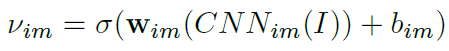 ν_{im} = σ(𝐰_{im}(CNN_{im}(I)) + b_{im})